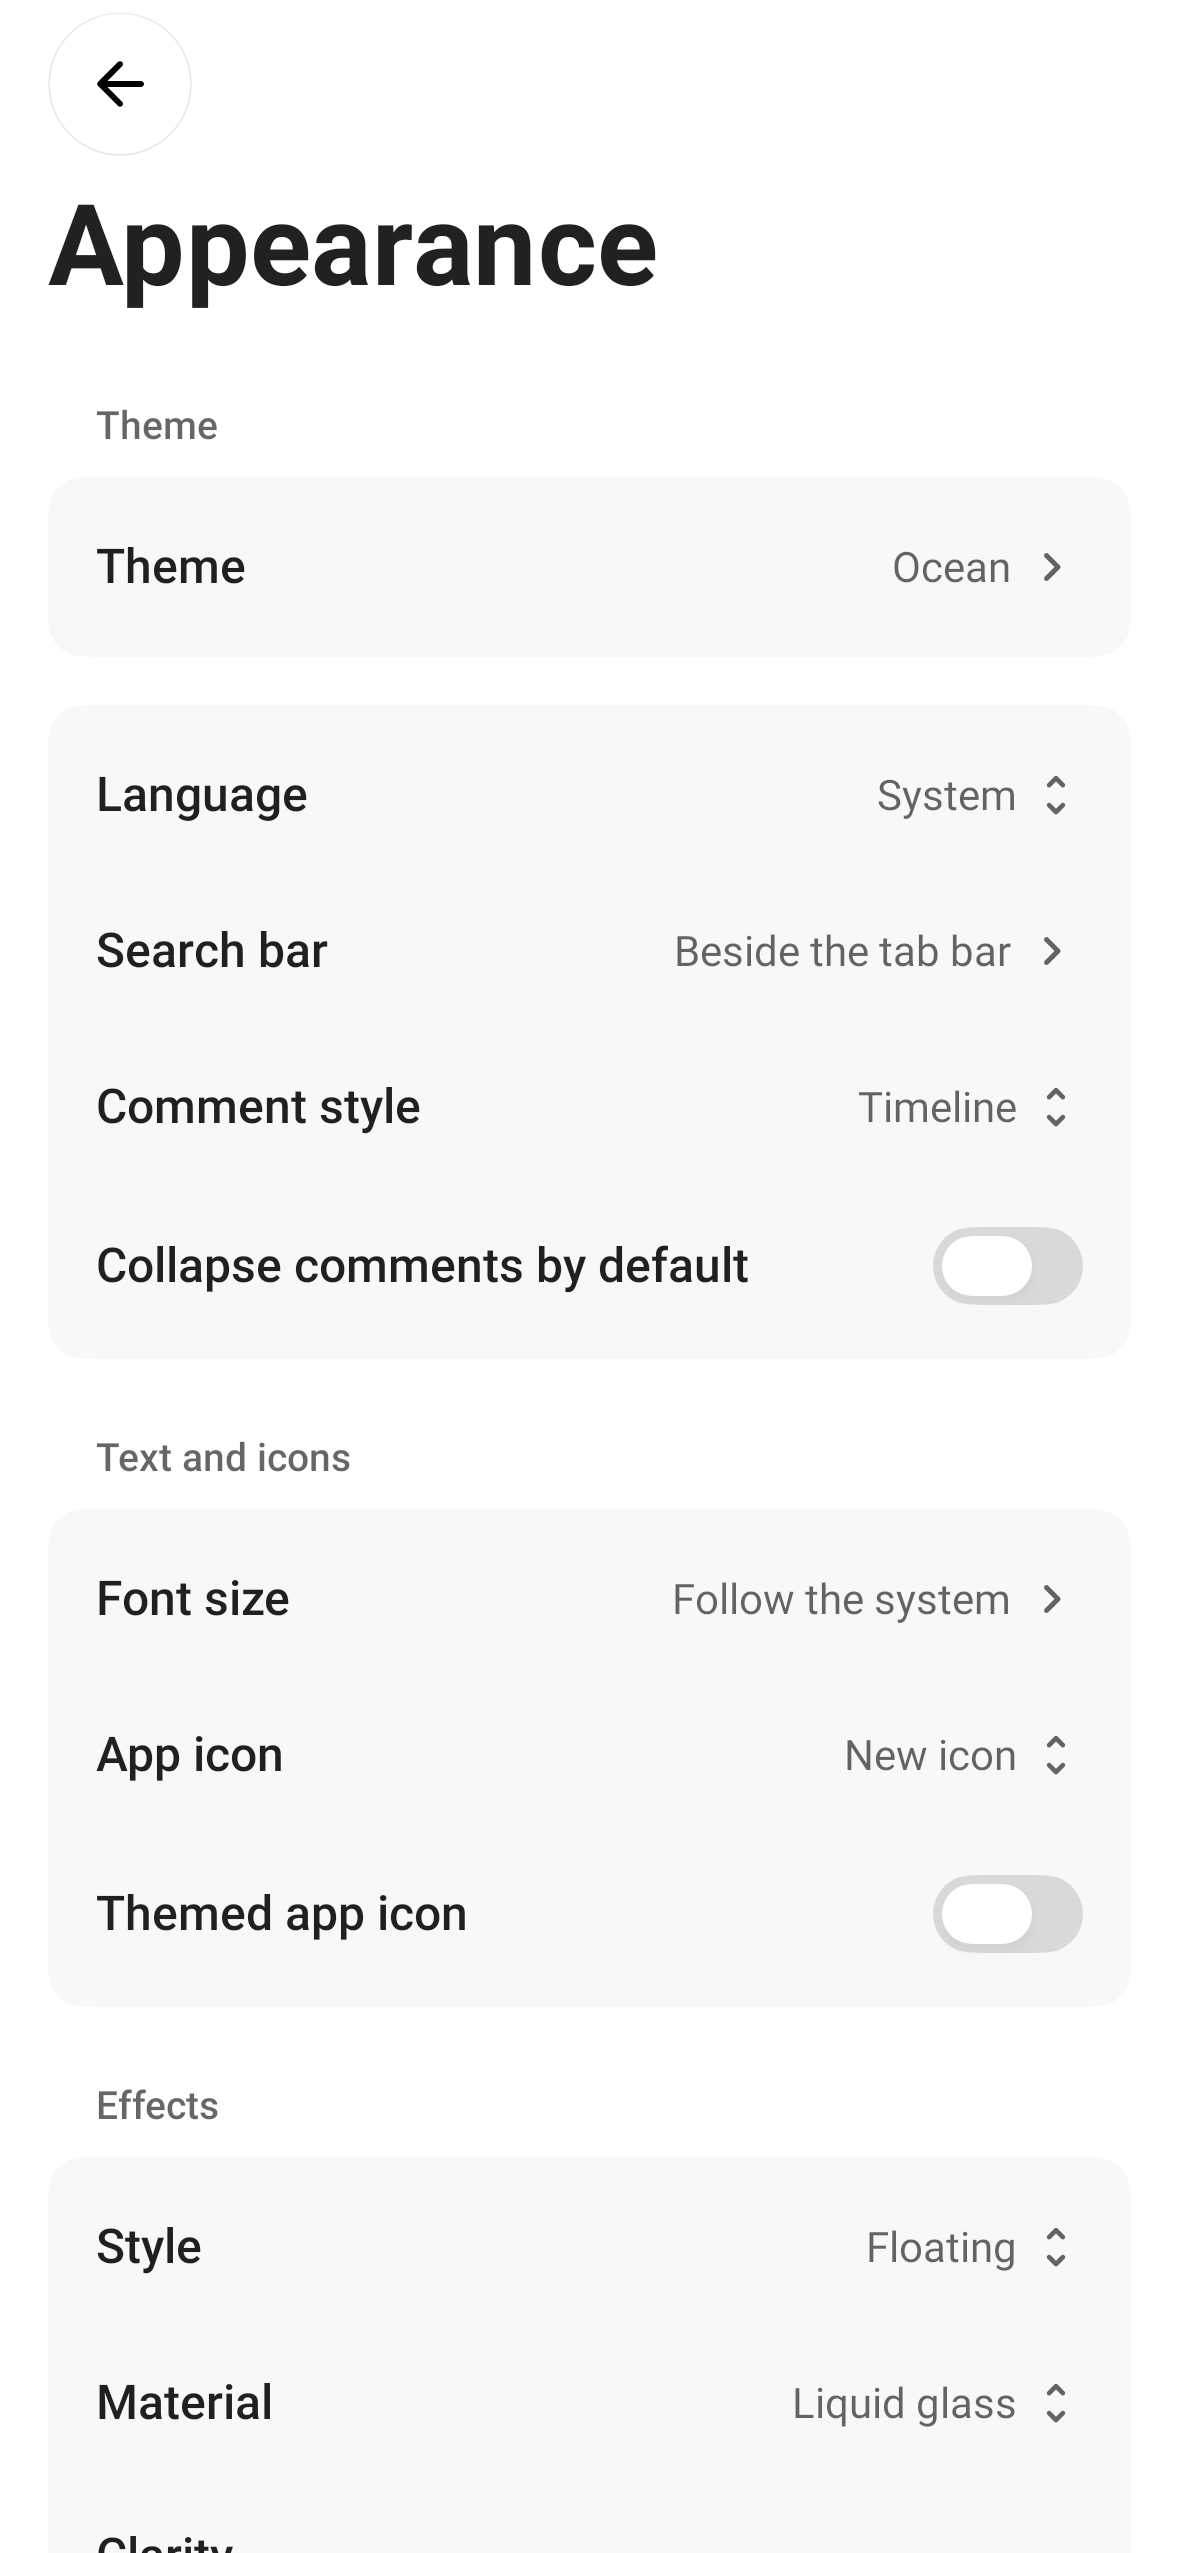 Appearance
Theme
Theme
Ocean
Language
System
Search bar
Beside the tab bar
Comment style
Timeline
Collapse comments by default
Text and icons
Font size
Follow the system
App icon
New icon
Themed app icon
Effects
Style
Floating
Material
Liquid glass
Clarity